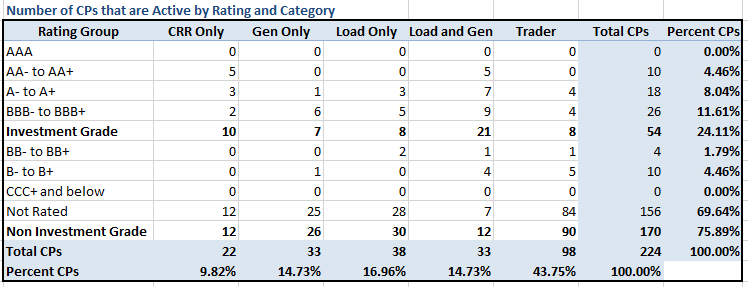 Number of CPs that are Active by Rating and Category
Rating Group CRR Only Gen Only Load Only Load and Gen Trader Total CPs Percent CPs
AAA 0 0 0 0 0 0 0.00%
AA- to AA+ 5 0 0 5 0 10 4.46%
A- to A+ 3 1 3 7 4 18 8.04%
BBB- to BBB+ 2 6 5 9 4 26 11.61%
Investment Grade 10 7 8 21 8 54 24.11%
BB- to BB+ 0 0 2 1 1 4 1.79%
B- to B+ 0 1 0 4 5 10 4.46%
CCC+ and below 0 0 0 0 0 0 0.00%
Not Rated 12 25 28 7 84 156 69.64%
Non Investment Grade 12 26 30 12 90 170 75.89%
Total CPs 22 33 38 33 98 224 100.00%
Percent CPs 9.82% 14.73% 16.96% 14.73% 43.75% 100.00%